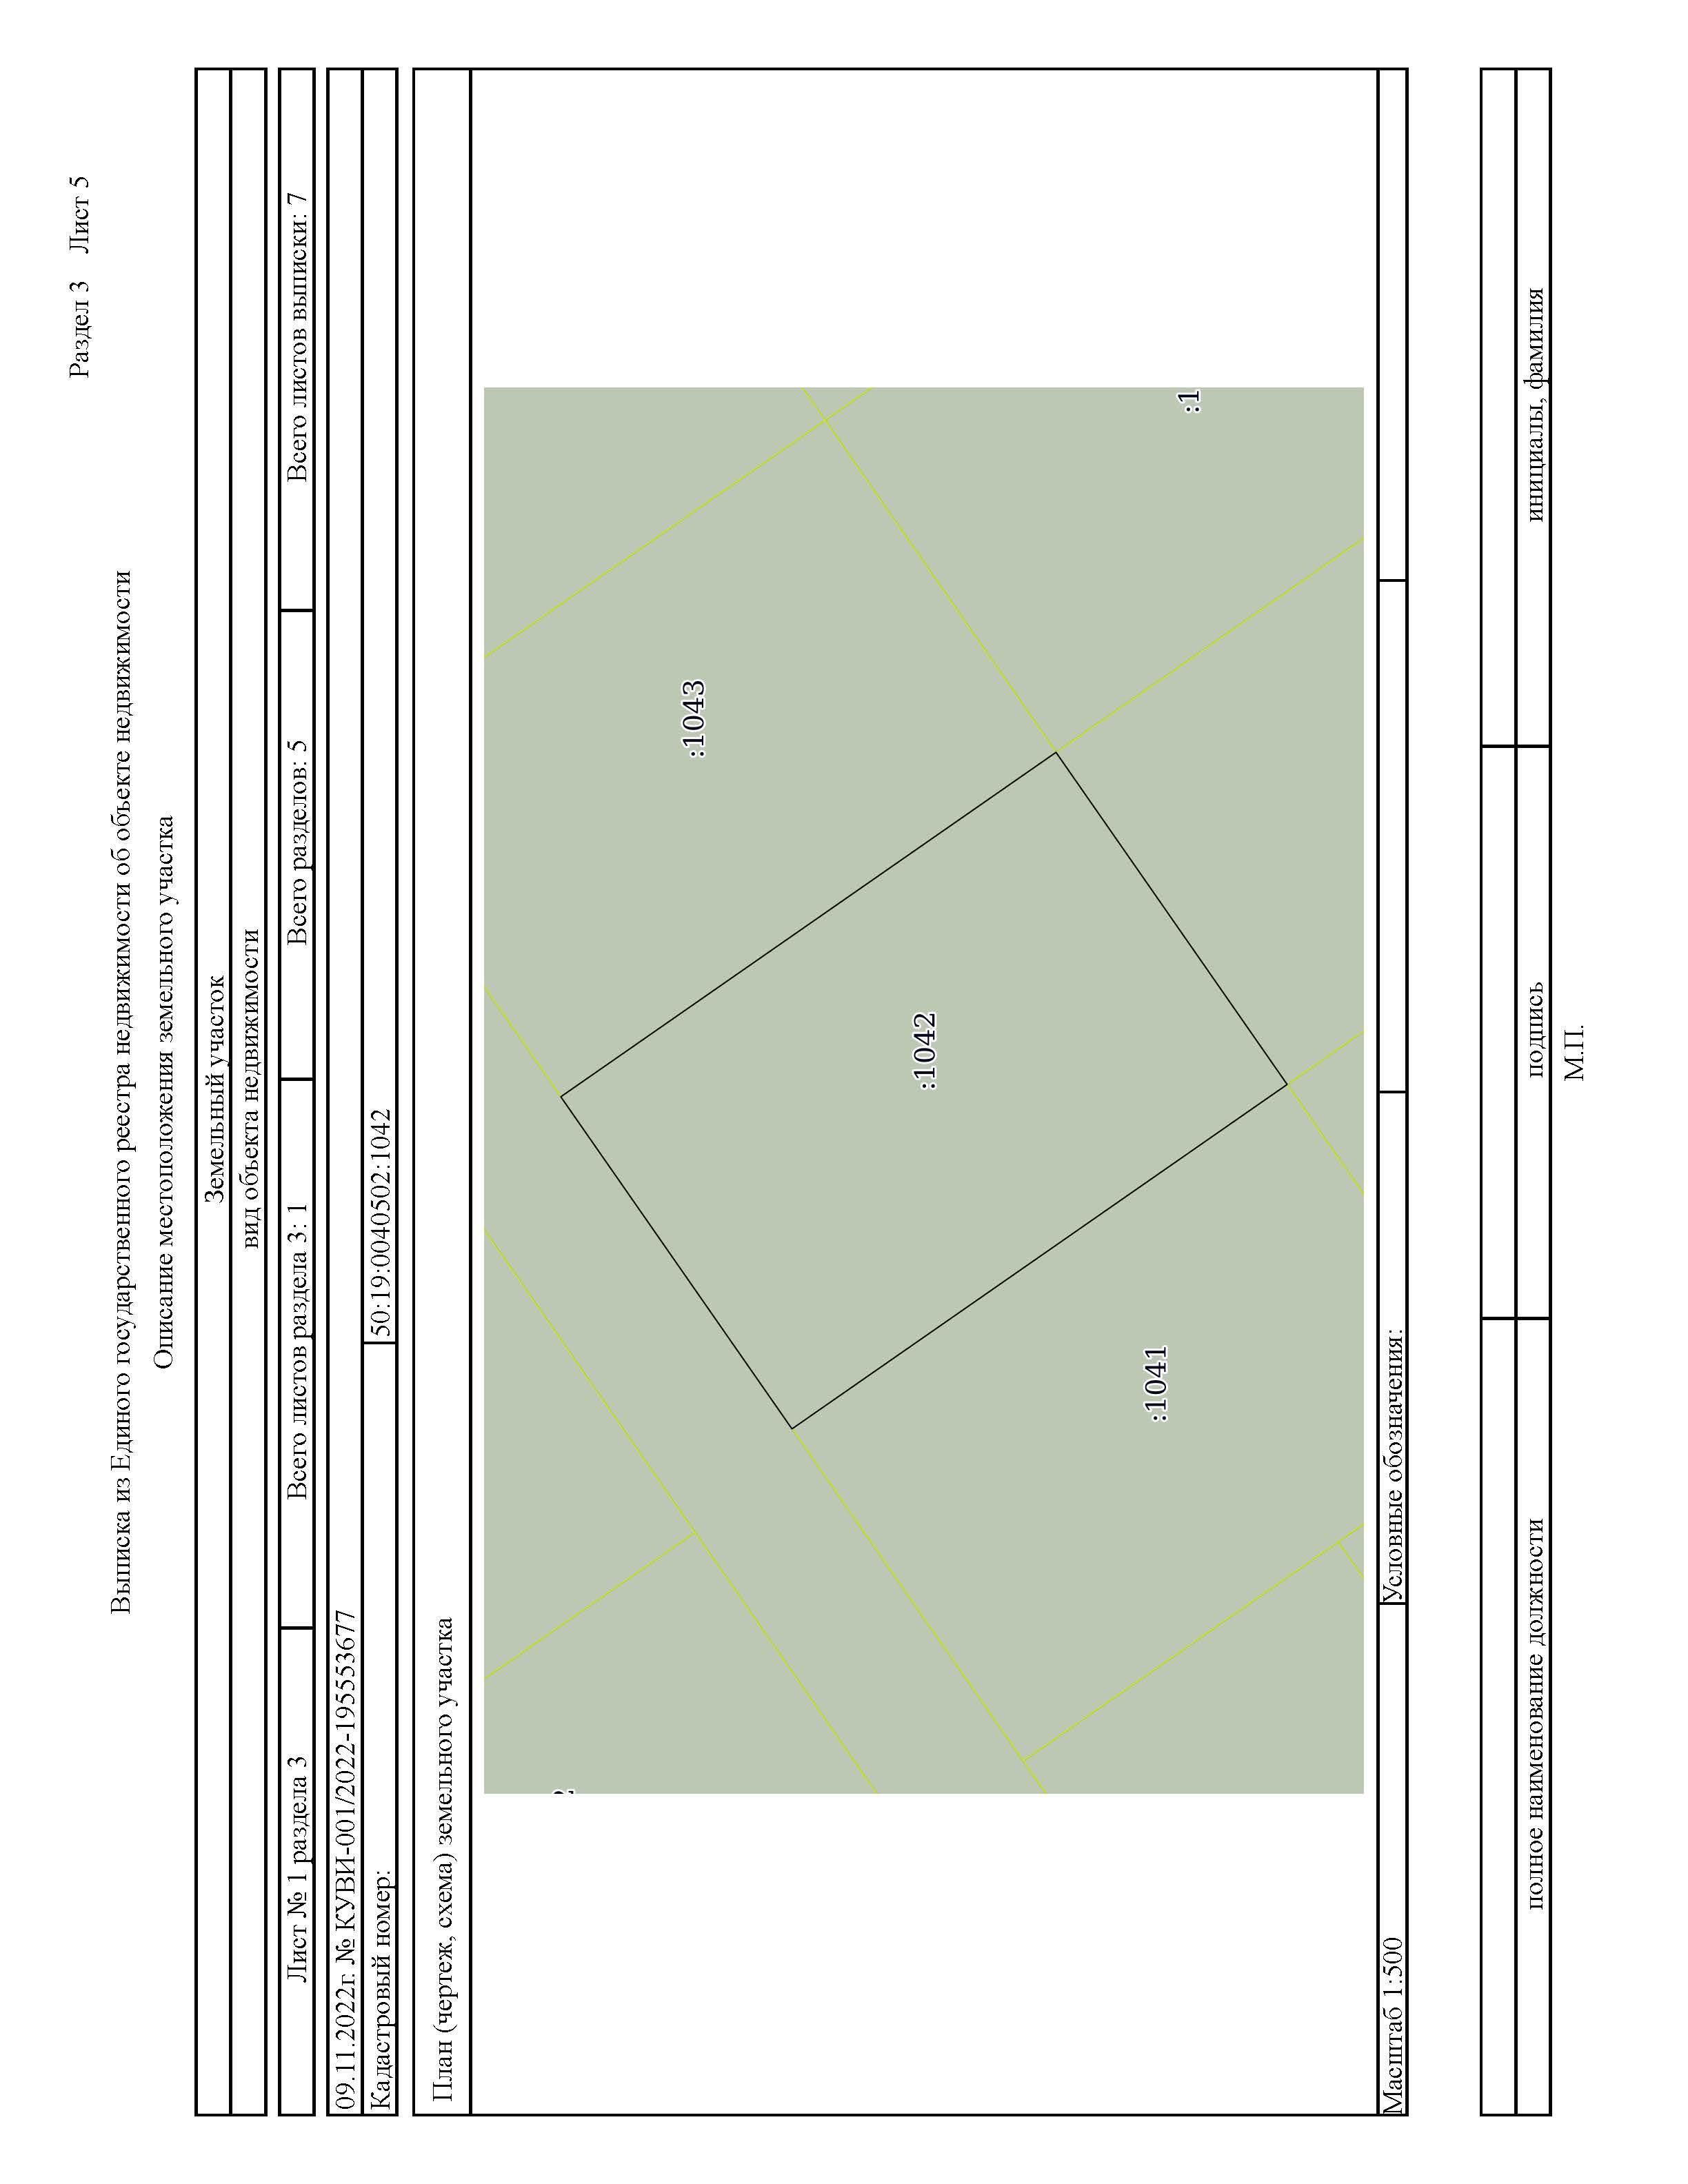 Раздел 3 Лист 5
Выписка из Единого государственного реестра недвижимости об объекте недвижимости
Описание местоположения земельного участка
Земельный участок
вид объекта недвижимости
Лист № 1 раздела 3 Всего листов раздела 3: 1 Всего разделов: 5 Всего листов выписки: 7
09.11.2022г. № КУВИ-001/2022-195553677
Кадастровый номер: 50:19:0040502:1042
План (чертеж, схема) земельного участка
:1043
:1042
:1041
:1
Масштаб 1:500 Условные обозначения:
полное наименование должности подпись инициалы, фамилия
М.П.